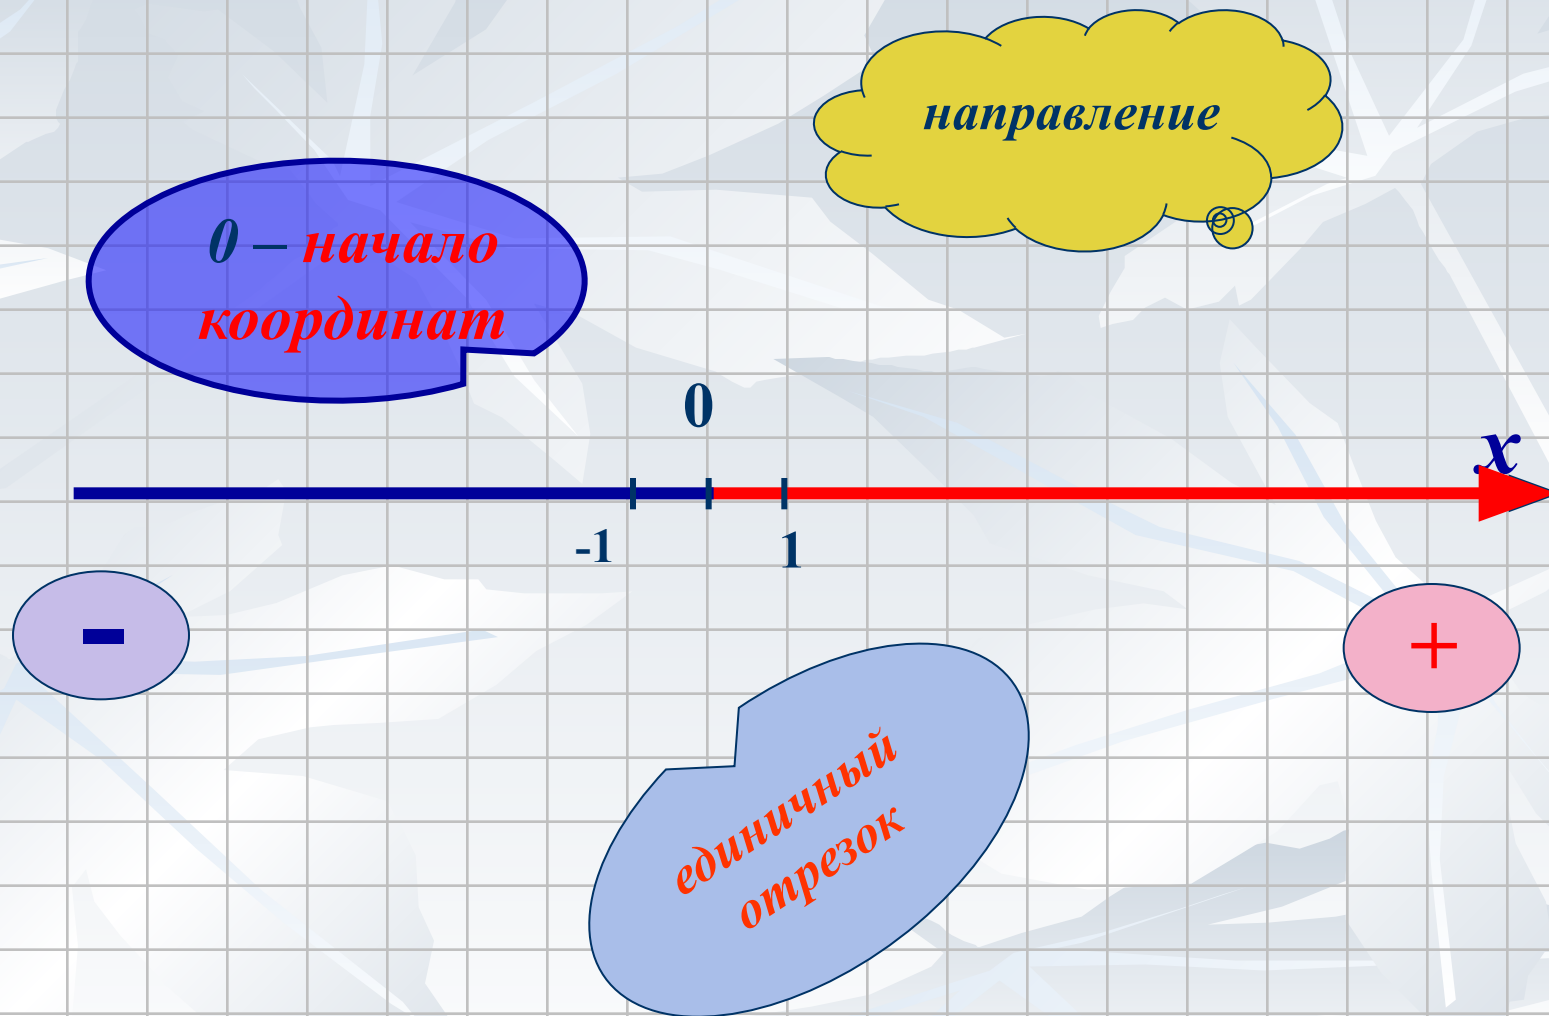 направление
0 – начало
координат
0
x
-1
1
-
+
единичный
отрезок